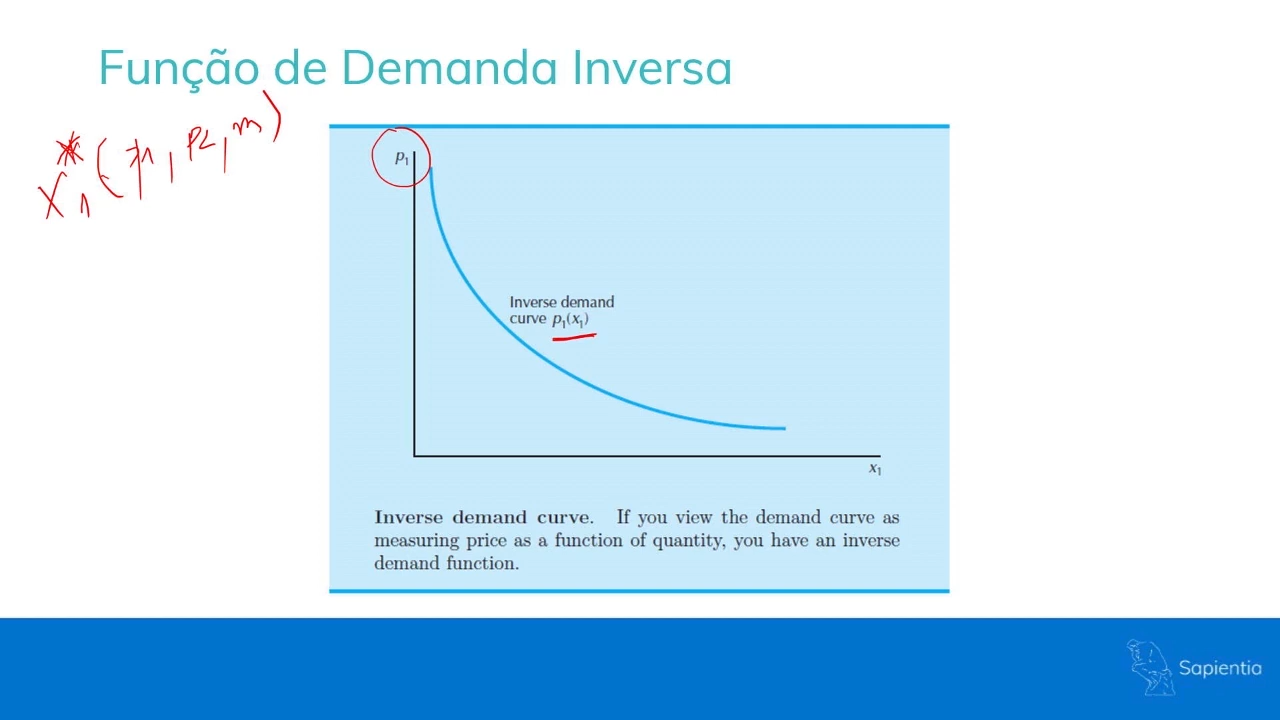 Função de Demanda Inversa
X₁*(p₁, p₂, m)
p₁
Inverse demand
curve p₁(x₁)
x₁
Inverse demand curve. If you view the demand curve as
measuring price as a function of quantity, you have an inverse
demand function.
Sapientia